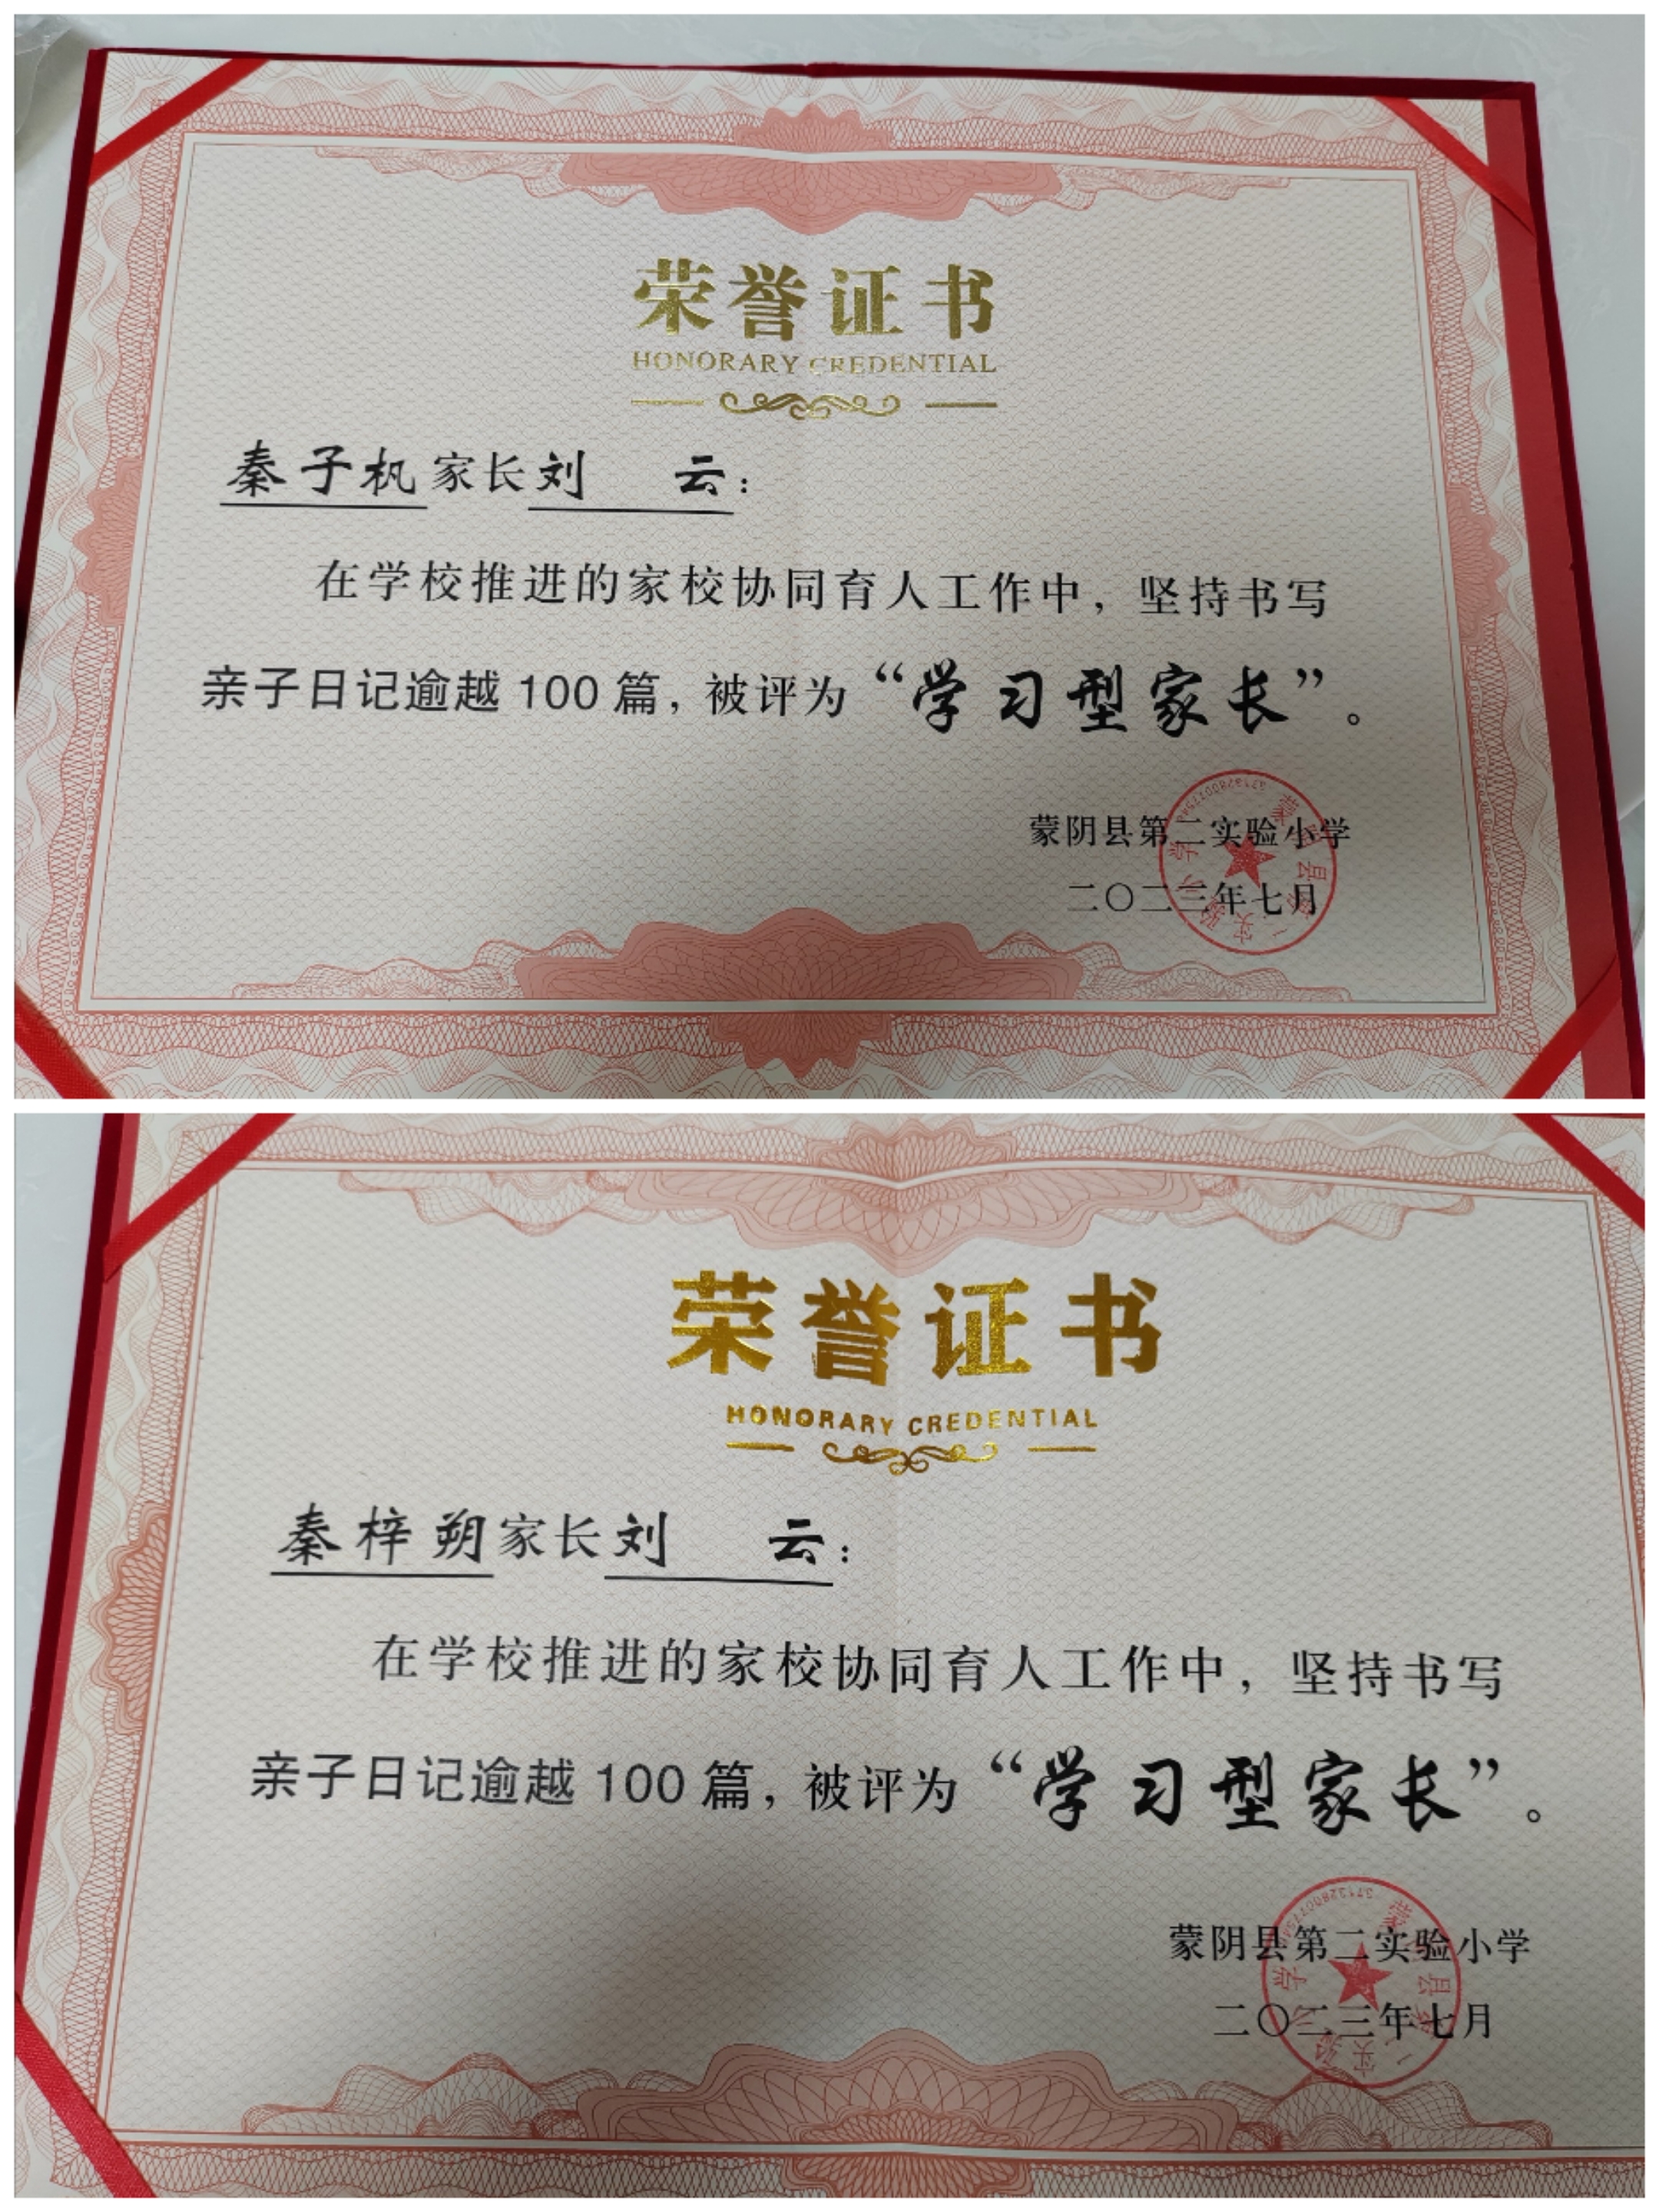 荣誉证书
HONORARY CREDENTIAL
秦子杋家长刘 云：
在学校推进的家校协同育人工作中，坚持书写
亲子日记逾越100篇，被评为“学习型家长”。
蒙阴县第二实验小学
二〇二三年七月
荣誉证书
HONORARY CREDENTIAL
秦梓朔家长刘 云：
在学校推进的家校协同育人工作中，坚持书写
亲子日记逾越100篇，被评为“学习型家长”。
蒙阴县第二实验小学
二〇二三年七月